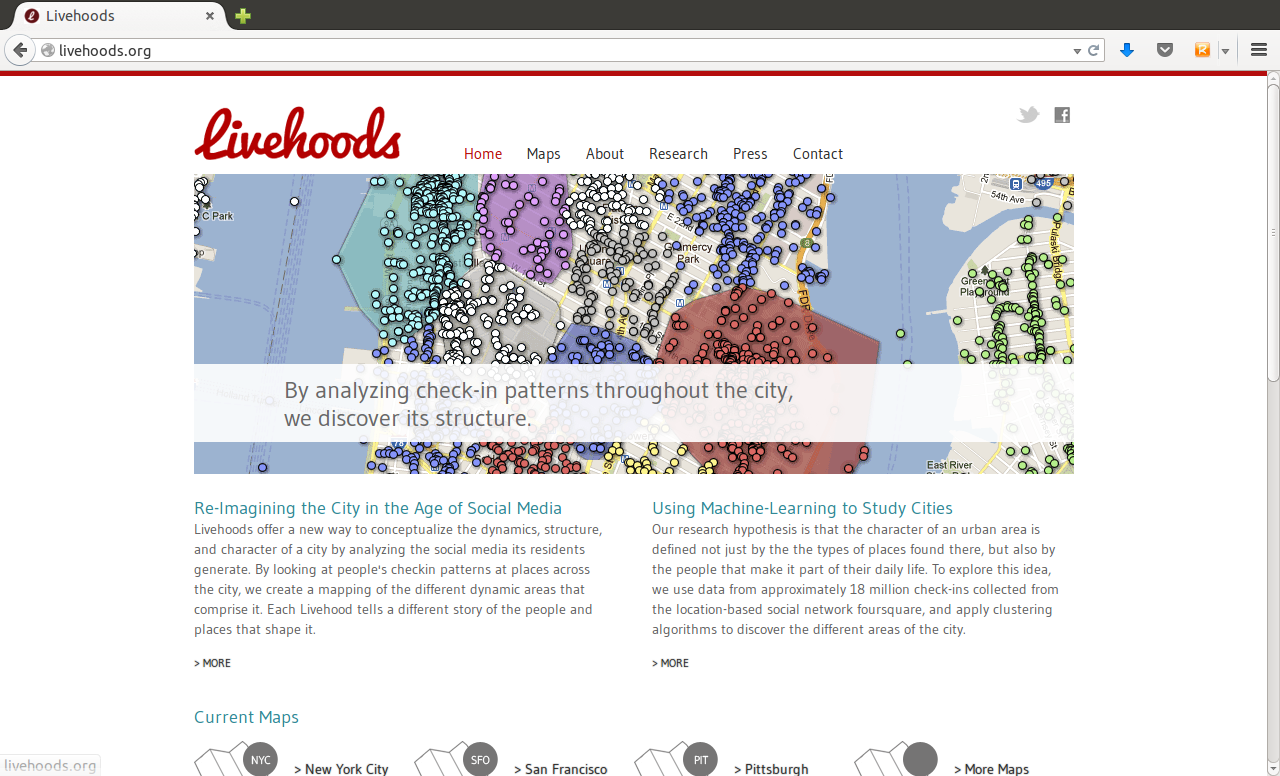 Livehoods
livehoods.org
livehoods
Home Maps About Research Press Contact
C Park
495
54th Ave
Pulaski Bridge
E 22nd
Gramercy
Park
8
FDR
M
Green
Playground
By analyzing check-in patterns throughout the city,
we discover its structure.
78
East River
Re-Imagining the City in the Age of Social Media
Livehoods offer a new way to conceptualize the dynamics, structure,
and character of a city by analyzing the social media its residents
generate. By looking at people's checkin patterns at places across
the city, we create a mapping of the different dynamic areas that
comprise it. Each Livehood tells a different story of the people and
places that shape it.
> MORE
Using Machine-Learning to Study Cities
Our research hypothesis is that the character of an urban area is
defined not just by the the types of places found there, but also by
the people that make it part of their daily life. To explore this idea,
we use data from approximately 18 million check-ins collected from
the location-based social network foursquare, and apply clustering
algorithms to discover the different areas of the city.
> MORE
Current Maps
NYC
> New York City
SFO
> San Francisco
PIT
> Pittsburgh
> More Maps
livehoods.org